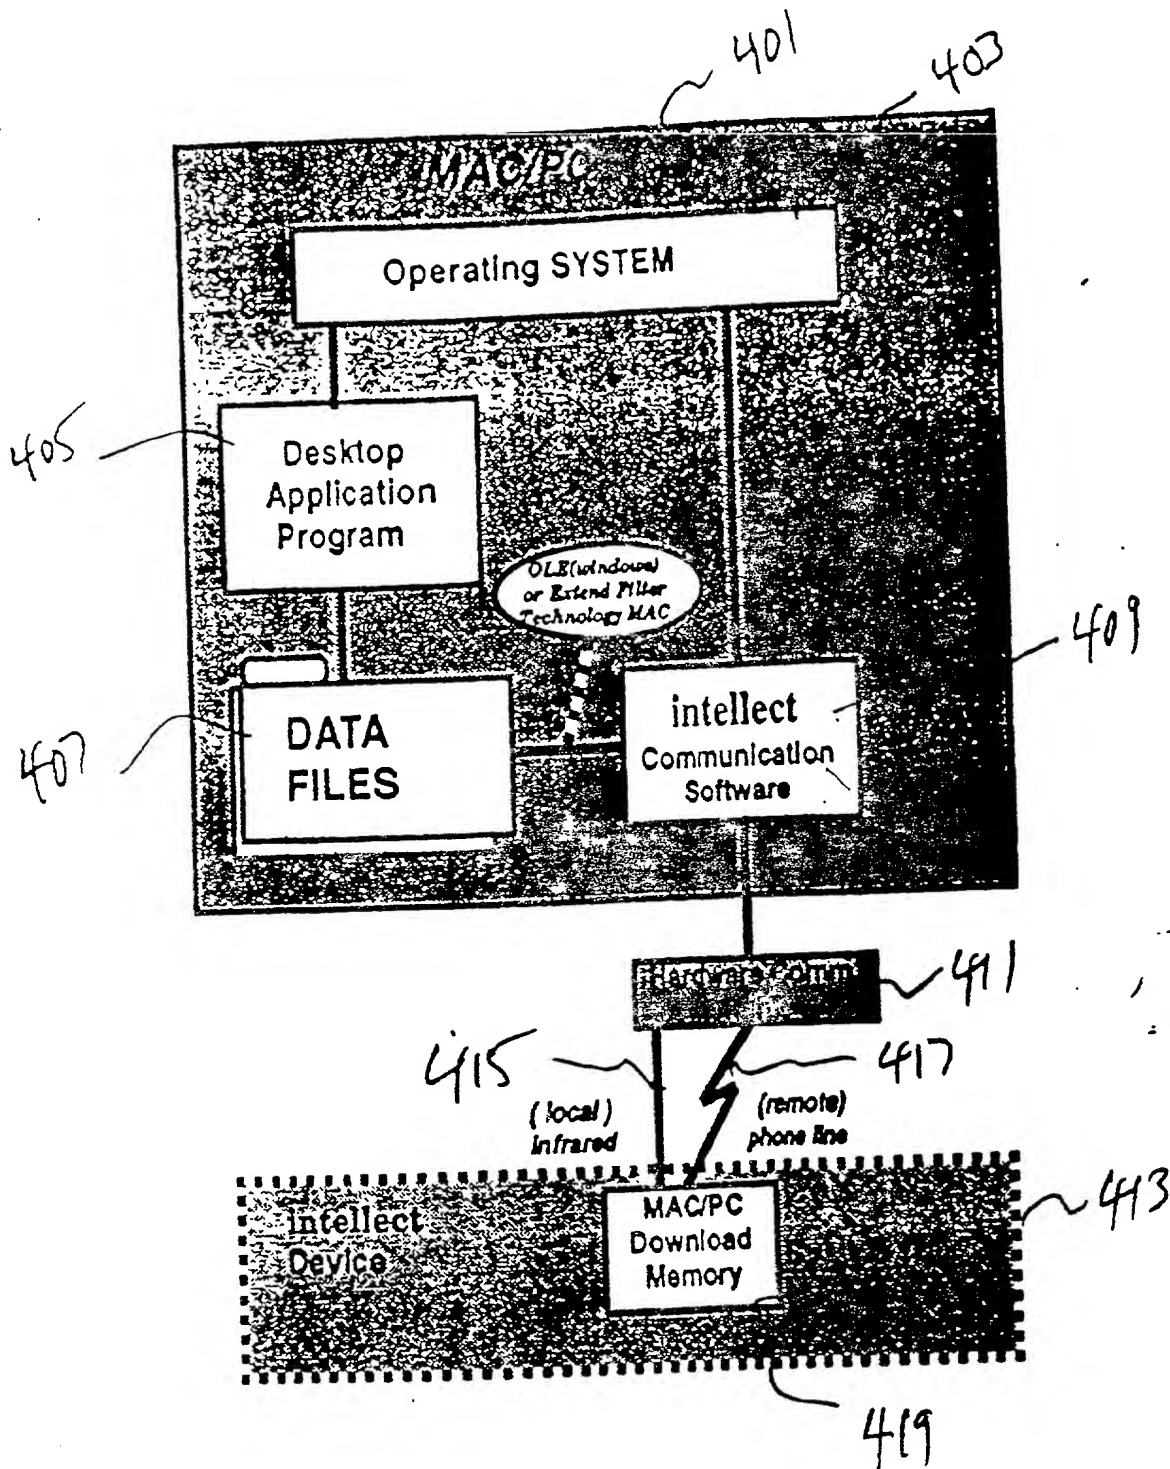 401
403
MAC/PC
Operating SYSTEM
405
Desktop
Application
Program
OLE(windows)
or Extend Filter
Technology MAC
409
407
DATA
FILES
intellect
Communication
Software
Hardware Comm
411
415
417
(local)
infrared
(remote)
phone line
413
intellect
Device
MAC/PC
Download
Memory
419